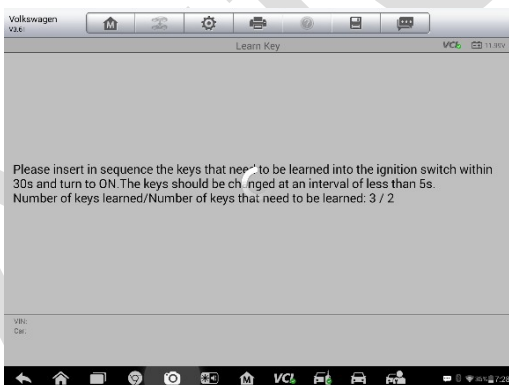 Volkswagen
Learn Key
VCI 11.89V
Please insert in sequence the keys that need to be learned into the ignition switch within
30s and turn to ON.The keys should be changed at an interval of less than 5s.
Number of keys learned/Number of keys that need to be learned: 3 / 2
VIN:
Car:
VCI 7:28